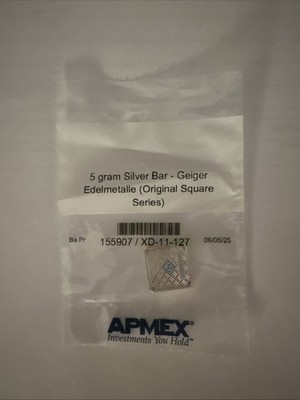 5 gram Silver Bar - Geiger
Edelmetalle (Original Square
Series)
Ba.Pr 155907 / XD-11-127 06/05/25
APMEX®
Investments You Hold™